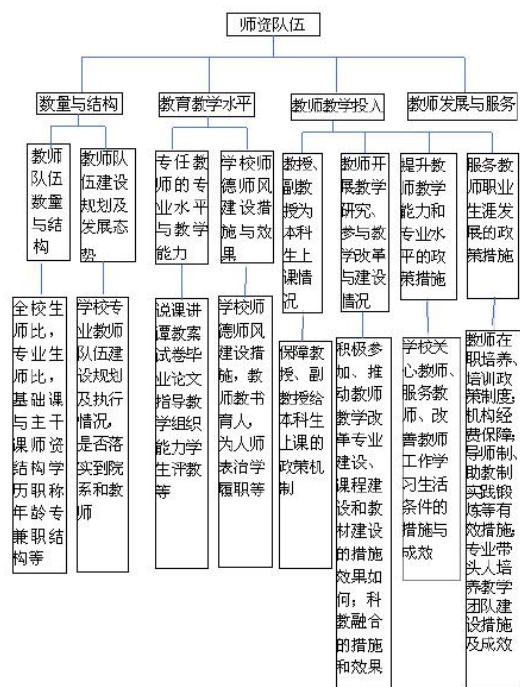 师资队伍
数量与结构
教育教学水平
教师教学投入
教师发展与服务
教师
队伍
数量
与结
构
教师队
伍建设
规划及
发展态
势
专任教
师的专
业水平
与教学
能力
学校师
德师风
建设措
施与效
果
教授、
副教
授为
本科
生上
课情
况
教师开
展教学
研究、
参与教
学改革
与建设
情况
提升教
师教学
能力和
专业水
平的政
策措施
服务教
师职业
生涯发
展的政
策措施
全校生
师比，
专业生
师比，
基础课
与主干
课师资
结构学
历职称
年龄专
兼职结
构等
学校专
业教师
队伍建
设规划
及执行
情况，
是否落
实到院
系和教
师
说课讲
谭教案
试卷毕
业论文
指导教
学组织
能力学
生评教
等
学校师
德师风
建设措
施，教
师教书
育人，
为人师
表治学
履职等
保障教
授、副
教授给
本科生
上课的
政策机
制
积极参
加、推
动教师
教学改
革专业
建设、
课程建
设和教
材建设
的措施
效果如
何；科
教融合
的措施
和效果
学校关
心教师、
服务教
师、改
善教师
工作学
习生活
条件的
措施与
成效
教师在
职培养、
培训政
策制度；
机构经
费保障；
导师制、
助教制
实践锻
炼等有
效措施；
专业带
头人培
养教学
团队建
设措施
及成效